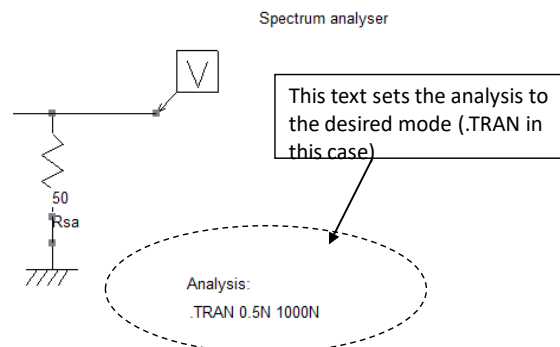 Spectrum analyser
V
This text sets the analysis to
the desired mode (.TRAN in
this case)
50
Rsa
Analysis:
.TRAN 0.5N 1000N